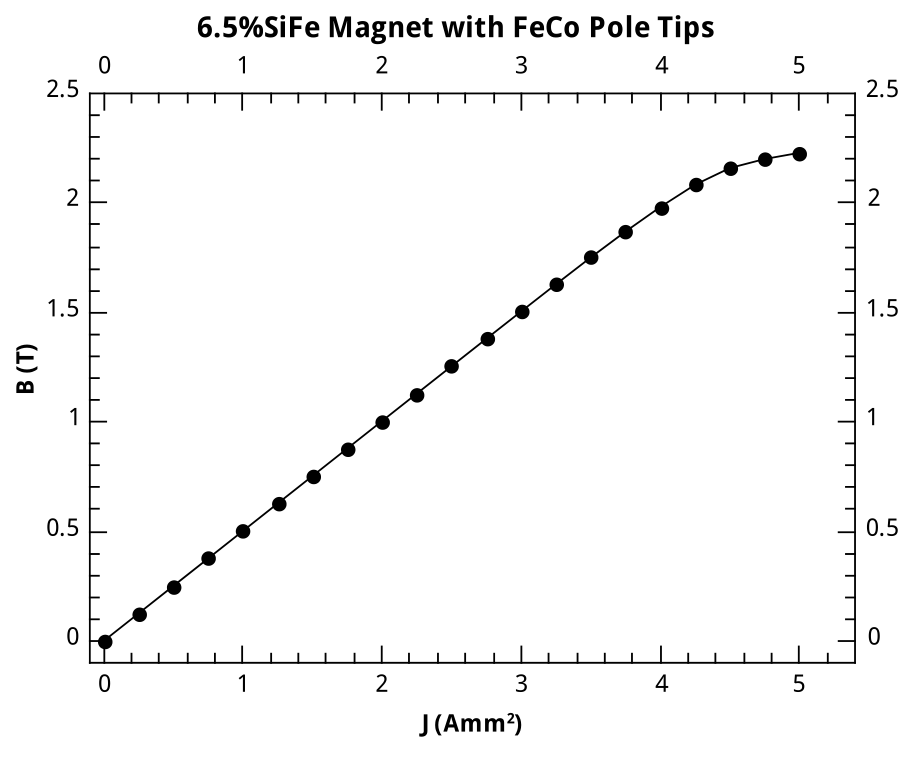 6.5%SiFe Magnet with FeCo Pole Tips
0 1 2 3 4 5
2.5 2.5
2 2
1.5 1.5
B (T)
1 1
0.5 0.5
0 0
0 1 2 3 4 5
J (Amm²)